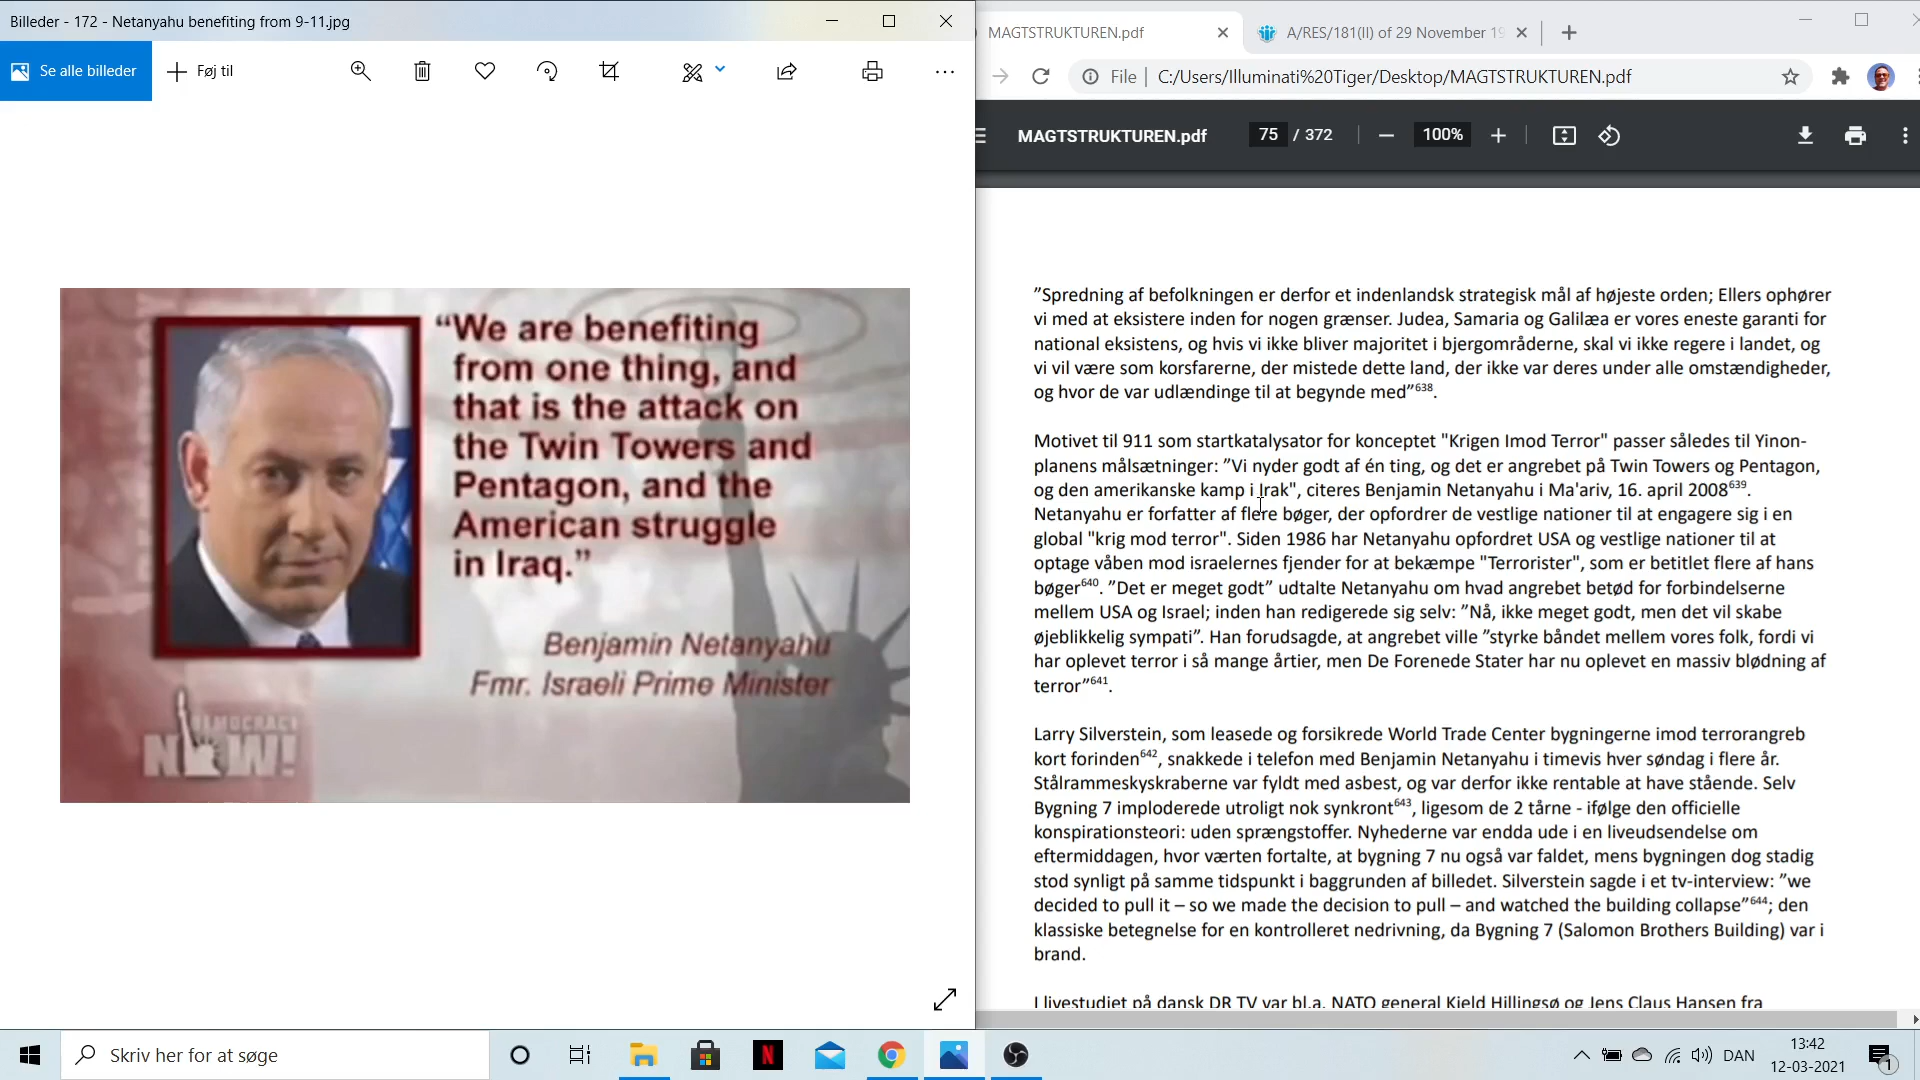 Billeder - 172 - Netanyahu benefiting from 9-11.jpg
Se alle billeder
Føj til
"We are benefiting
from one thing, and
that is the attack on
the Twin Towers and
Pentagon, and the
American struggle
in Iraq."
Benjamin Netanyahu
Fmr. Israeli Prime Minister
DEMOCRACY
NOW!
MAGTSTRUKTUREN.pdf
A/RES/181(II) of 29 November 19
File
C:/Users/Illuminati%20Tiger/Desktop/MAGTSTRUKTUREN.pdf
MAGTSTRUKTUREN.pdf
75 / 372
100%
”Spredning af befolkningen er derfor et indenlandsk strategisk mål af højeste orden; Ellers ophører
vi med at eksistere inden for nogen grænser. Judea, Samaria og Galilæa er vores eneste garanti for
national eksistens, og hvis vi ikke bliver majoritet i bjergområderne, skal vi ikke regere i landet, og
vi vil være som korsfarerne, der mistede dette land, der ikke var deres under alle omstændigheder,
og hvor de var udlændinge til at begynde med”638.
Motivet til 911 som startkatalysator for konceptet "Krigen Imod Terror" passer således til Yinon-
planens målsætninger: ”Vi nyder godt af én ting, og det er angrebet på Twin Towers og Pentagon,
og den amerikanske kamp i Irak", citeres Benjamin Netanyahu i Ma'ariv, 16. april 2008639.
Netanyahu er forfatter af flere bøger, der opfordrer de vestlige nationer til at engagere sig i en
global "krig mod terror". Siden 1986 har Netanyahu opfordret USA og vestlige nationer til at
optage våben mod israelernes fjender for at bekæmpe "Terrorister", som er betitlet flere af hans
bøger640. ”Det er meget godt” udtalte Netanyahu om hvad angrebet betød for forbindelserne
mellem USA og Israel; inden han redigerede sig selv: ”Nå, ikke meget godt, men det vil skabe
øjeblikkelig sympati”. Han forudsagde, at angrebet ville ”styrke båndet mellem vores folk, fordi vi
har oplevet terror i så mange årtier, men De Forenede Stater har nu oplevet en massiv blødning af
terror”641.
Larry Silverstein, som leasede og forsikrede World Trade Center bygningerne imod terrorangreb
kort forinden642, snakkede i telefon med Benjamin Netanyahu i timevis hver søndag i flere år.
Stålrammeskyskraberne var fyldt med asbest, og var derfor ikke rentable at have stående. Selv
Bygning 7 imploderede utroligt nok synkront643, ligesom de 2 tårne - ifølge den officielle
konspirationsteori: uden sprængstoffer. Nyhederne var endda ude i en liveudsendelse om
eftermiddagen, hvor værten fortalte, at bygning 7 nu også var faldet, mens bygningen dog stadig
stod synligt på samme tidspunkt i baggrunden af billedet. Silverstein sagde i et tv-interview: ”we
decided to pull it – so we made the decision to pull – and watched the building collapse”644; den
klassiske betegnelse for en kontrolleret nedrivning, da Bygning 7 (Salomon Brothers Building) var i
brand.
I livestudiet på dansk DR TV var bl.a. NATO general Kjeld Hillingsø og Jens Claus Hansen fra
Skriv her for at søge
DAN
13:42
12-03-2021
1